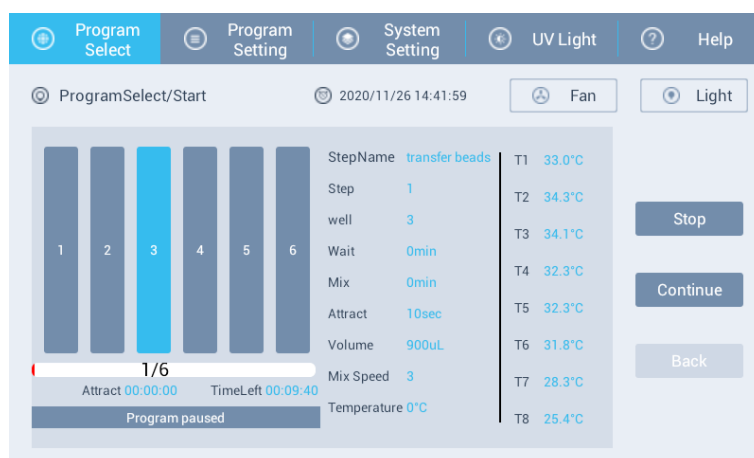 Program Select
Program Setting
System Setting
UV Light
Help
ProgramSelect/Start
2020/11/26 14:41:59
Fan
Light
1 2 3 4 5 6
1/6
Attract 00:00:00 TimeLeft 00:09:40
Program paused
StepName transfer beads
Step 1
well 3
Wait 0min
Mix 0min
Attract 10sec
Volume 900uL
Mix Speed 3
Temperature 0°C
T1 33.0°C
T2 34.3°C
T3 34.1°C
T4 32.3°C
T5 32.3°C
T6 31.8°C
T7 28.3°C
T8 25.4°C
Stop
Continue
Back